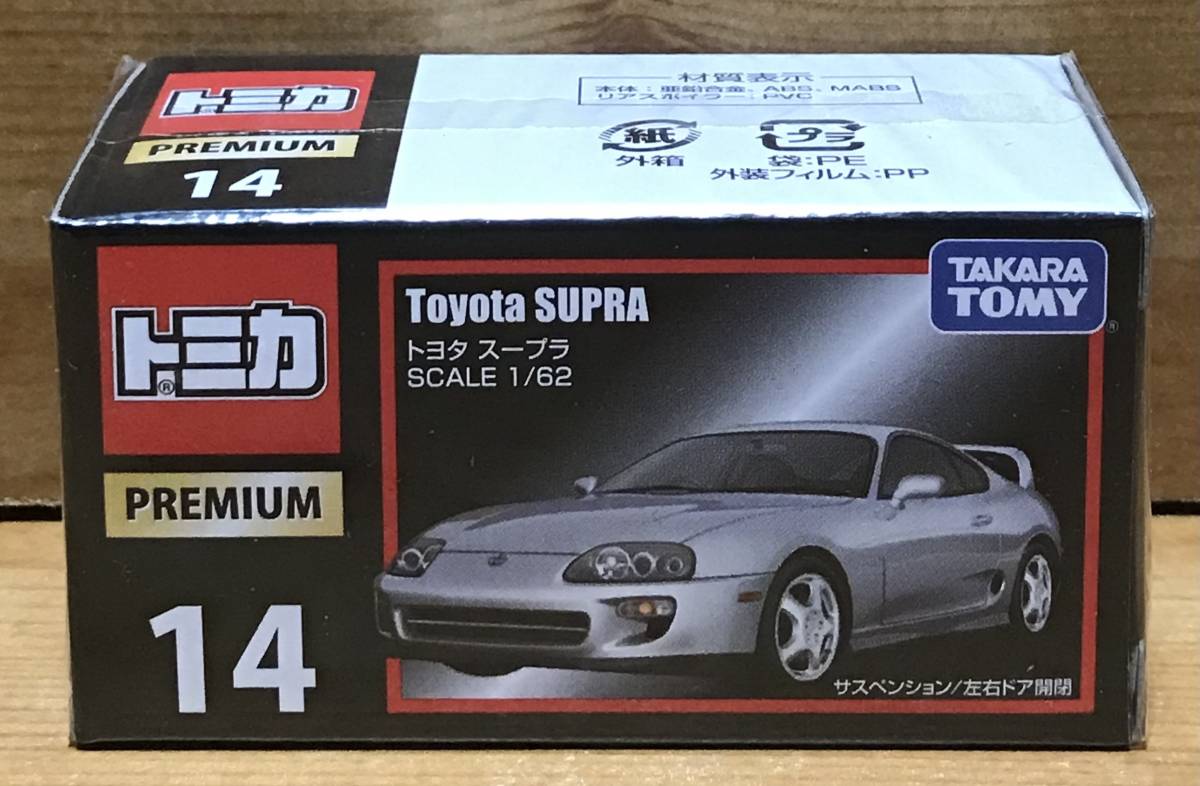 トミカ
PREMIUM
14
材質表示
本体:亜鉛合金、ABS、MABS
リアスポイラー:PVC
紙
外箱
プラ
袋:PE
外装フィルム:PP
トミカ®
PREMIUM
14
Toyota SUPRA
トヨタ スープラ
SCALE 1/62
TAKARA
TOMY®
サスペンション/左右ドア開閉